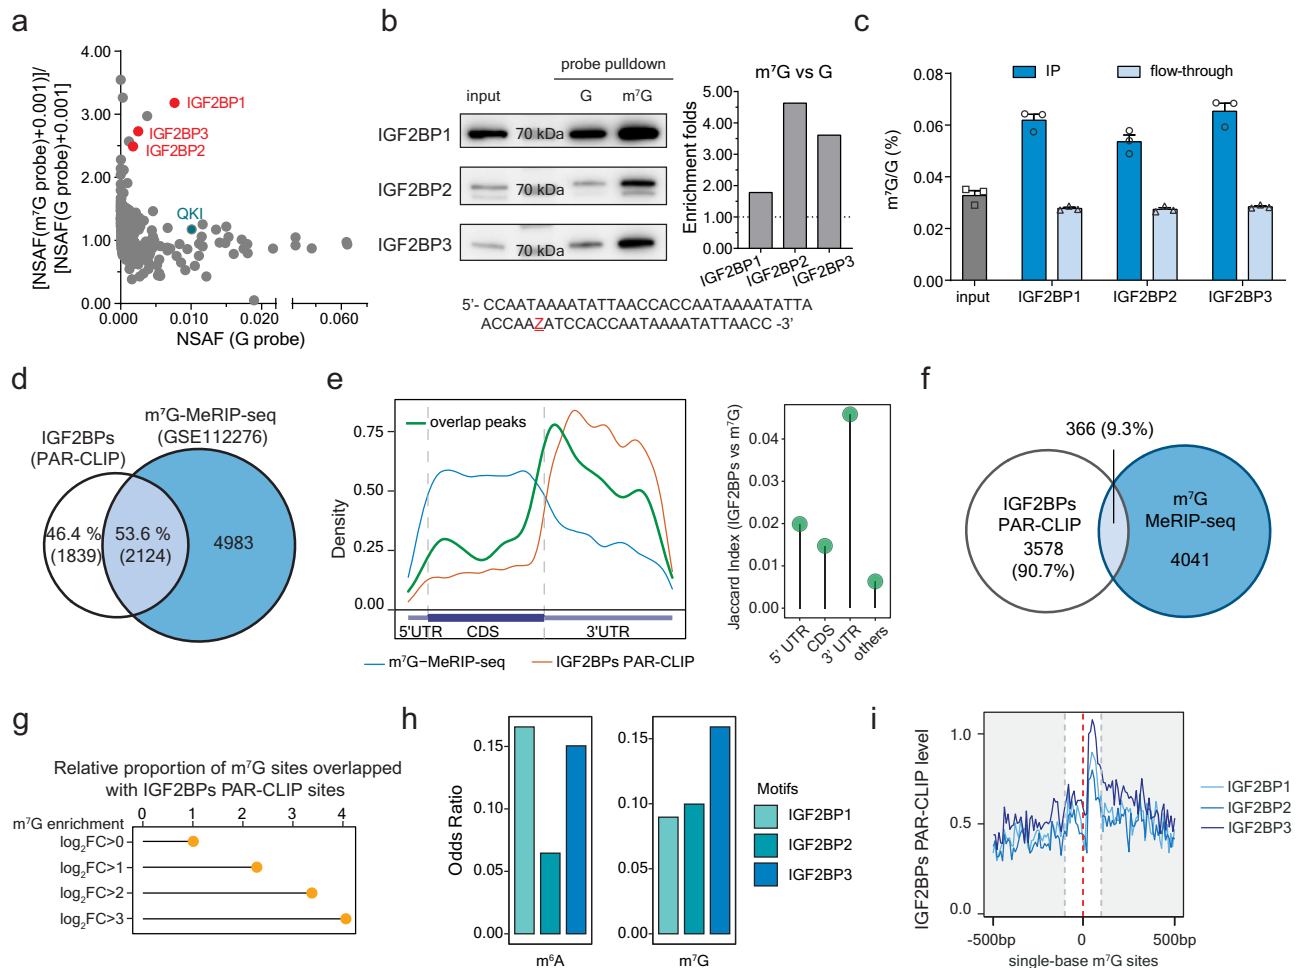 a
4.00
3.00
2.00
1.00
0.00
[NSAF(m⁷G probe)+0.001)]/
[NSAF(G probe)+0.001]
IGF2BP1
IGF2BP3
IGF2BP2
QKI
0.000
0.010
0.020
0.060
NSAF (G probe)
b
probe pulldown
input
G
m⁷G
IGF2BP1
70 kDa
IGF2BP2
70 kDa
IGF2BP3
70 kDa
m⁷G vs G
Enrichment folds
5.00
4.00
3.00
2.00
1.00
0.00
IGF2BP1
IGF2BP2
IGF2BP3
5'- CCAATAAAATATTAACCACCAATAAAATATTA
ACCAAZATCCACCAATAAAATATTAACC -3'
c
IP
flow-through
m⁷G/G (%)
0.08
0.06
0.04
0.02
0.00
input
IGF2BP1
IGF2BP2
IGF2BP3
d
IGF2BPs
(PAR-CLIP)
m⁷G-MeRIP-seq
(GSE112276)
46.4 %
(1839)
53.6 %
(2124)
4983
e
overlap peaks
Density
0.75
0.50
0.25
0.00
5'UTR
CDS
3'UTR
m⁷G−MeRIP-seq
IGF2BPs PAR-CLIP
Jaccard Index (IGF2BPs vs m⁷G)
0.04
0.03
0.02
0.01
0.00
5' UTR
CDS
3' UTR
others
f
366 (9.3%)
IGF2BPs
PAR-CLIP
3578
(90.7%)
m⁷G
MeRIP-seq
4041
g
Relative proportion of m⁷G sites overlapped
with IGF2BPs PAR-CLIP sites
m⁷G enrichment
0 1 2 3 4
log₂FC>0
log₂FC>1
log₂FC>2
log₂FC>3
h
Odds Ratio
0.15
0.10
0.05
0.00
m⁶A
0.15
0.10
0.05
0.00
m⁷G
Motifs
IGF2BP1
IGF2BP2
IGF2BP3
i
IGF2BPs PAR-CLIP level
1.0
0.5
0.0
-500bp
0
500bp
single-base m⁷G sites
IGF2BP1
IGF2BP2
IGF2BP3